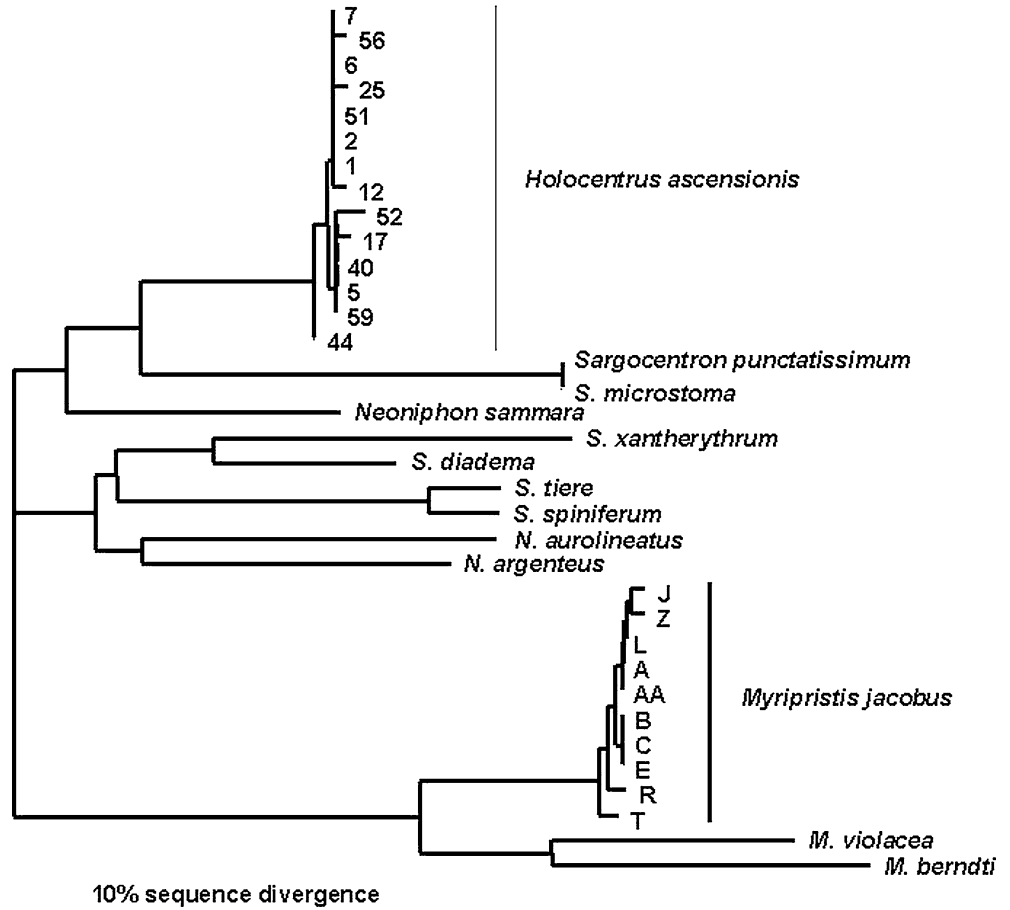 7
56
6
25
51
2
1
12
Holocentrus ascensionis
52
17
40
5
59
44
Sargocentron punctatissimum
S. microstoma
Neoniphon sammara
S. xantherythrum
S. diadema
S. tiere
S. spiniferum
N. aurolineatus
N. argenteus
J
Z
L
A
AA
Myripristis jacobus
B
C
E
R
T
M. violacea
M. berndti
10% sequence divergence